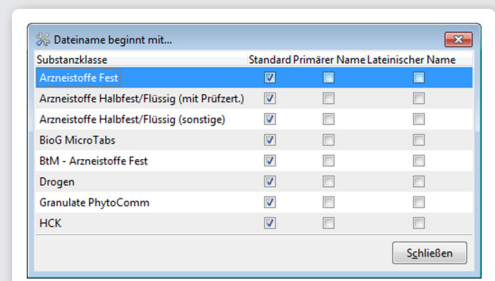 Dateiname beginnt mit...
Substanzklasse Standard Primärer Name Lateinischer Name
Arzneistoffe Fest
Arzneistoffe Halbfest/Flüssig (mit Prüfzert.)
Arzneistoffe Halbfest/Flüssig (sonstige)
BioG MicroTabs
BtM - Arzneistoffe Fest
Drogen
Granulate PhytoComm
HCK
Schließen